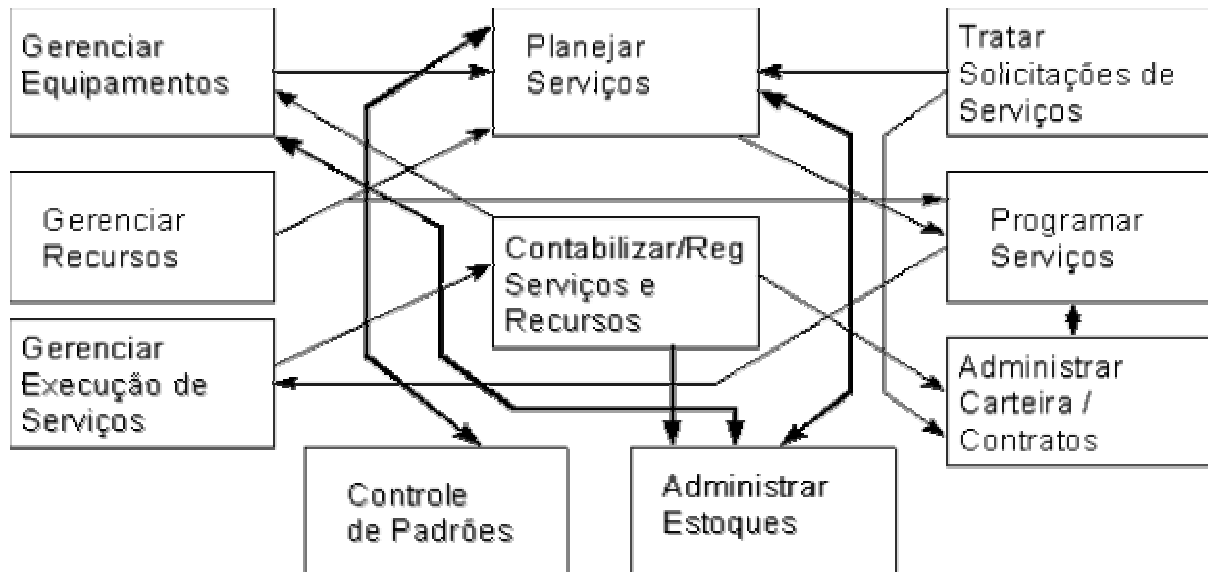 Gerenciar
Equipamentos
Planejar
Serviços
Tratar
Solicitações de
Serviços
Gerenciar
Recursos
Contabilizar/Reg
Serviços e
Recursos
Programar
Serviços
Gerenciar
Execução de
Serviços
Administrar
Carteira /
Contratos
Controle
de Padrões
Administrar
Estoques